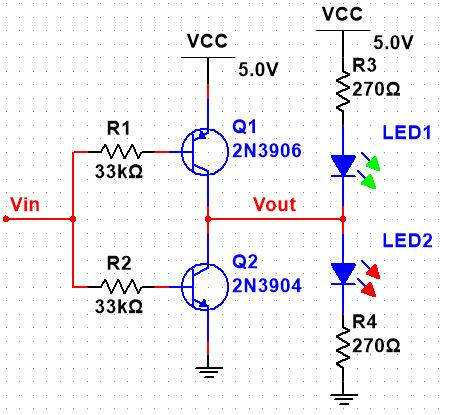 VCC
5.0V
VCC
5.0V
R3
270Ω
R1
33kΩ
Q1
2N3906
LED1
Vin
Vout
R2
33kΩ
Q2
2N3904
LED2
R4
270Ω